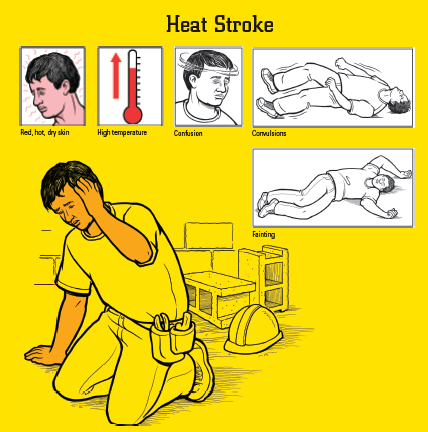 Heat Stroke
Red, hot, dry skin
High temperature
Confusion
Convulsions
Fainting